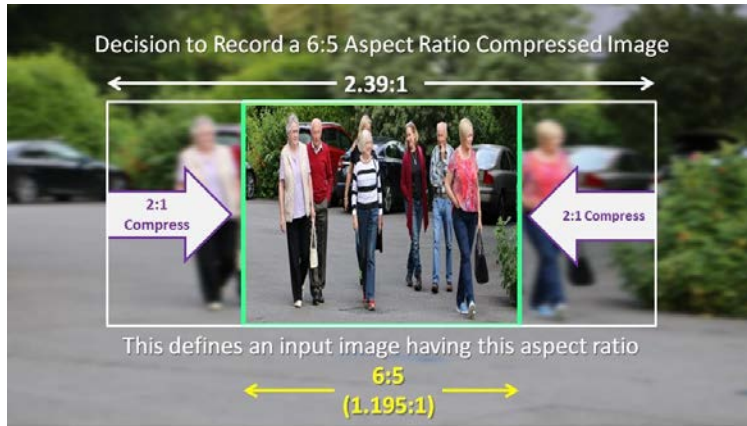 Decision to Record a 6:5 Aspect Ratio Compressed Image
2.39:1
2:1
Compress
2:1 Compress
This defines an input image having this aspect ratio
6:5
(1.195:1)